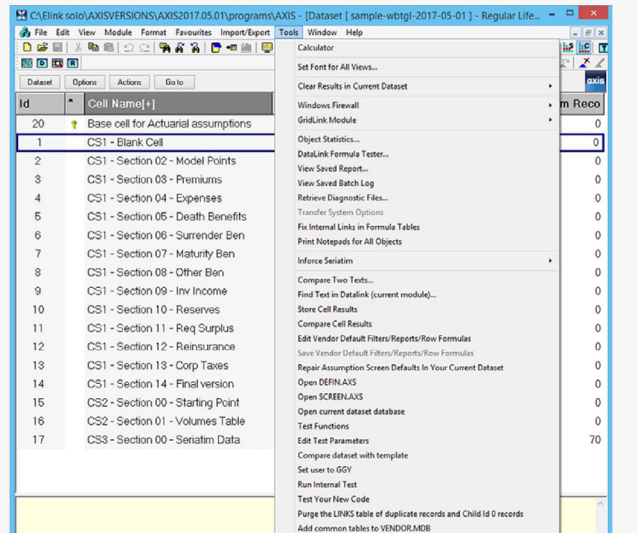 C:\Elink solo\AXISVERSIONS\AXIS2017.05.01\programs\AXIS - [Dataset [ sample-wbtgl-2017-05-01 ] - Regular Life...
File Edit View Module Format Favourites Import/Export Tools Window Help
Dataset Options Actions Go to
axis
Id * Cell Name[+] m Reco
20 Base cell for Actuarial assumptions 0
1 CS1 - Blank Cell 0
2 CS1 - Section 02 - Model Points 0
3 CS1 - Section 03 - Premiums 0
4 CS1 - Section 04 - Expenses 0
5 CS1 - Section 05 - Death Benefits 0
6 CS1 - Section 06 - Surrender Ben 0
7 CS1 - Section 07 - Maturity Ben 0
8 CS1 - Section 08 - Other Ben 0
9 CS1 - Section 09 - Inv Income 0
10 CS1 - Section 10 - Reserves 0
11 CS1 - Section 11 - Req Surplus 0
12 CS1 - Section 12 - Reinsurance 0
13 CS1 - Section 13 - Corp Taxes 0
14 CS1 - Section 14 - Final version 0
15 CS2 - Section 00 - Starting Point 0
16 CS2 - Section 01 - Volumes Table 0
17 CS3 - Section 00 - Seriatim Data 70
Calculator
Set Font for All Views...
Clear Results in Current Dataset
Windows Firewall
GridLink Module
Object Statistics...
DataLink Formula Tester...
View Saved Report...
View Saved Batch Log
Retrieve Diagnostic Files...
Transfer System Options
Fix Internal Links in Formula Tables
Print Notepads for All Objects
Inforce Seriatim
Compare Two Texts...
Find Text in Datalink (current module)...
Store Cell Results
Compare Cell Results
Edit Vendor Default Filters/Reports/Row Formulas
Save Vendor Default Filters/Reports/Row Formulas
Repair Assumption Screen Defaults In Your Current Dataset
Open DEFIN.AXS
Open SCREEN.AXS
Open current dataset database
Test Functions
Edit Test Parameters
Compare dataset with template
Set user to GGY
Run Internal Test
Test Your New Code
Purge the LINKS table of duplicate records and Child Id 0 records
Add common tables to VENDOR.MDB